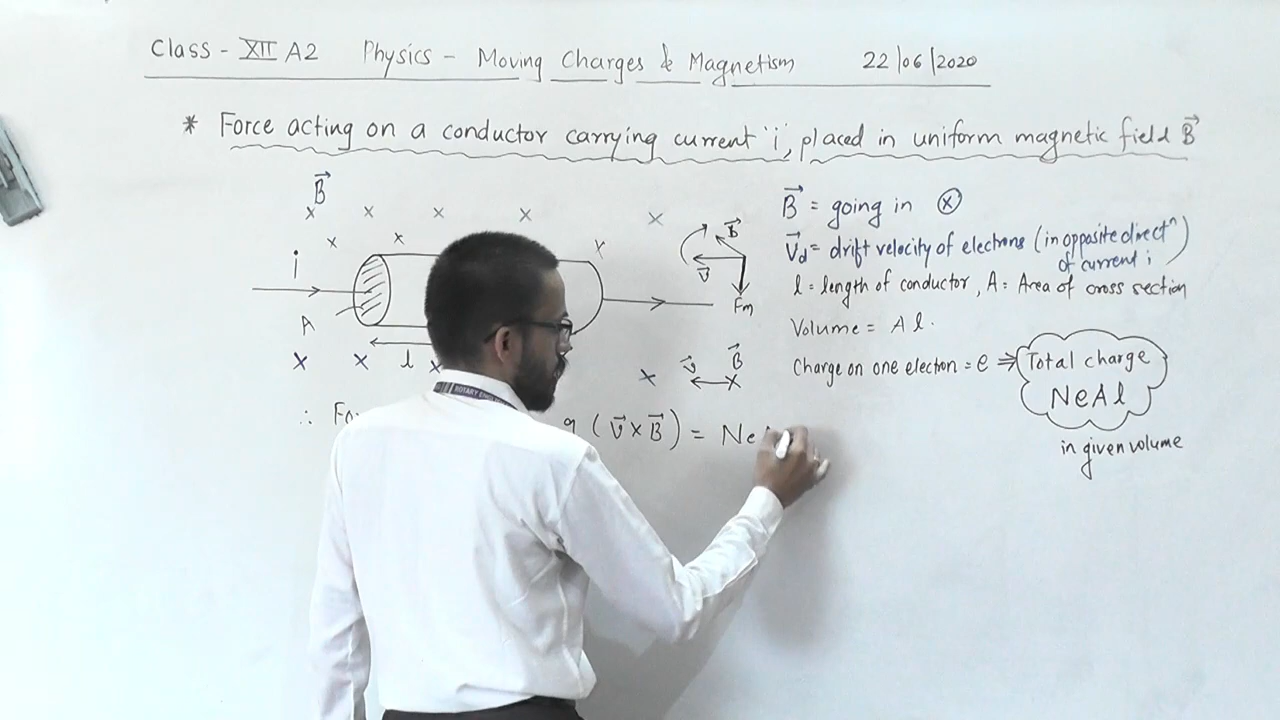 Class - XII A2 Physics - Moving Charges & Magnetism 22/06/2020
* Force acting on a conductor carrying current 'i', placed in uniform magnetic field B⃗
B⃗
i
A
l
B⃗
v⃗
Fm
v⃗ B⃗
B⃗ = going in ⊗
V⃗d = drift velocity of electrons (in opposite directⁿ
of current i)
l = length of conductor, A = Area of cross section
Volume = Al.
Charge on one electron = e ⇒ Total charge
NeAl
in given volume
∴ q (v⃗ × B⃗) = Ne
ROTARY